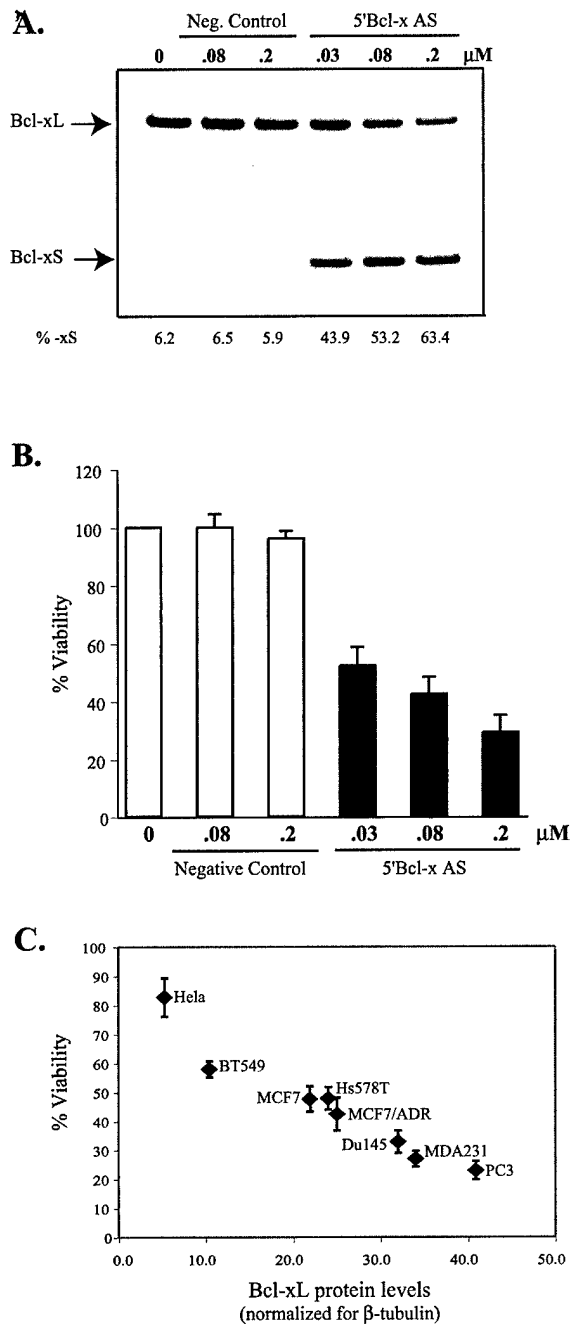 A.
Neg. Control 5'Bcl-x AS
0 .08 .2 .03 .08 .2 μM
Bcl-xL
Bcl-xS
% -xS 6.2 6.5 5.9 43.9 53.2 63.4
B.
% Viability
120
100
80
60
40
20
0
0 .08 .2 .03 .08 .2 μM
Negative Control 5'Bcl-x AS
C.
% Viability
100
90
80
70
60
50
40
30
20
10
0
Hela
BT549
MCF7
Hs578T
MCF7/ADR
Du145
MDA231
PC3
0.0 10.0 20.0 30.0 40.0 50.0
Bcl-xL protein levels
(normalized for β-tubulin)